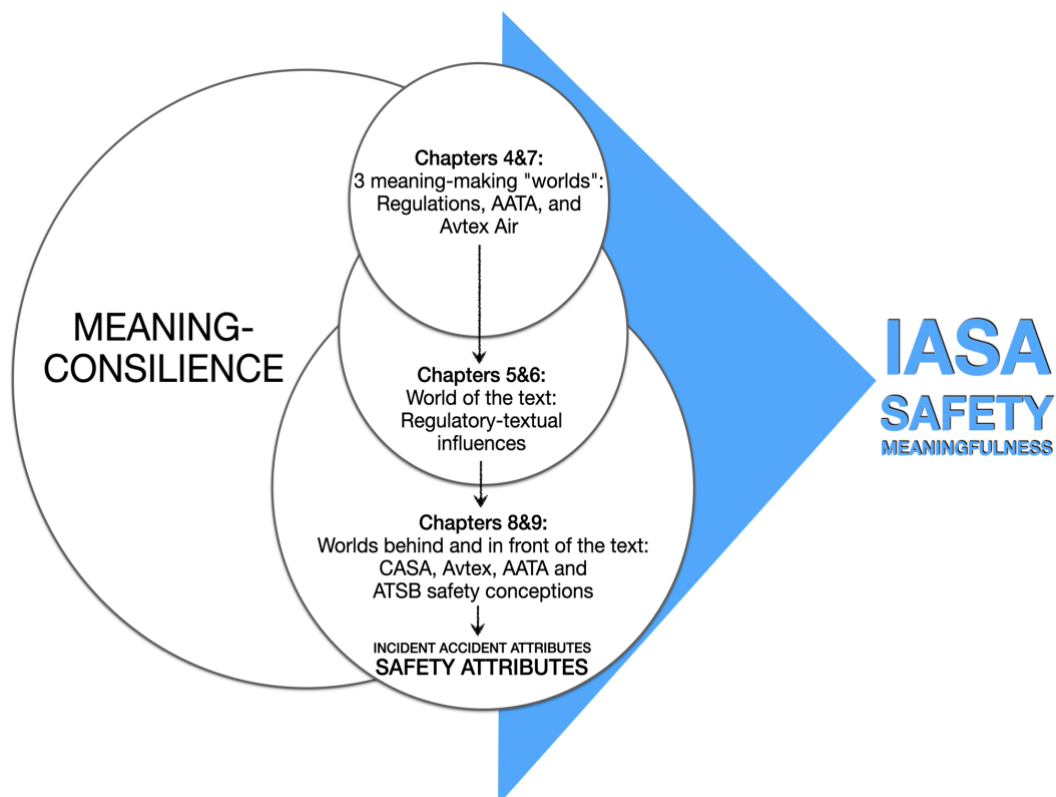 MEANING-
CONSILIENCE
Chapters 4&7:
3 meaning-making "worlds":
Regulations, AATA, and
Avtex Air
Chapters 5&6:
World of the text:
Regulatory-textual
influences
Chapters 8&9:
Worlds behind and in front of the text:
CASA, Avtex, AATA and
ATSB safety conceptions
INCIDENT ACCIDENT ATTRIBUTES
SAFETY ATTRIBUTES
IASA
SAFETY
MEANINGFULNESS